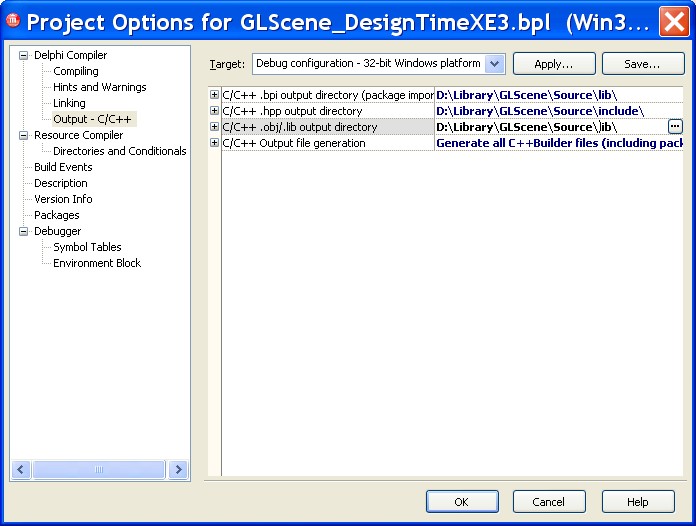 Project Options for GLScene_DesignTimeXE3.bpl (Win3...
Delphi Compiler
Compiling
Hints and Warnings
Linking
Output - C/C++
Resource Compiler
Directories and Conditionals
Build Events
Description
Version Info
Packages
Debugger
Symbol Tables
Environment Block
Target: Debug configuration - 32-bit Windows platform Apply... Save...
C/C++ .bpi output directory (package impor D:\Library\GLScene\Source\lib\
C/C++ .hpp output directory D:\Library\GLScene\Source\include\
C/C++ .obj/.lib output directory D:\Library\GLScene\Source\lib\ ...
C/C++ Output file generation Generate all C++Builder files (including pack
OK Cancel Help